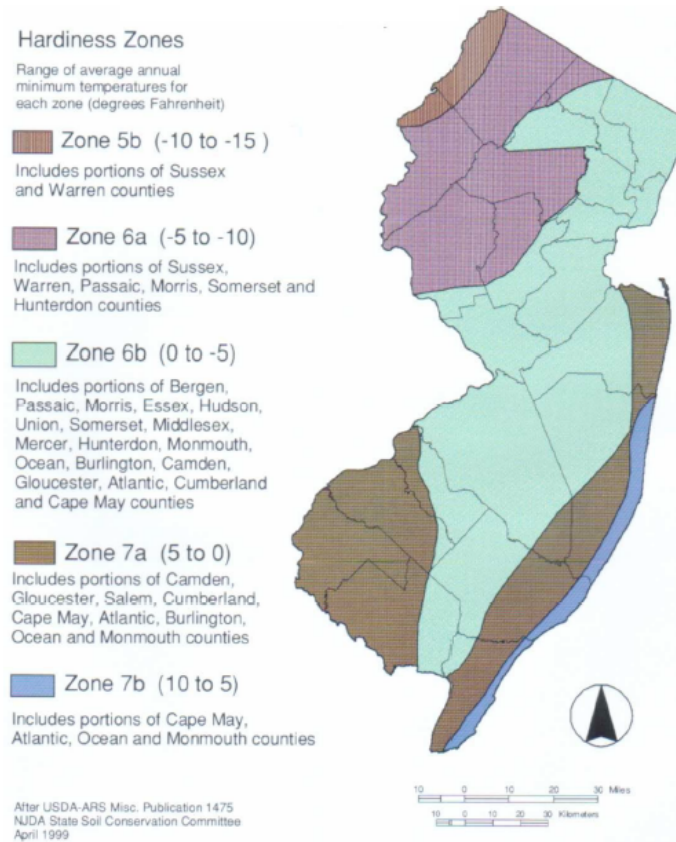 Hardiness Zones
Range of average annual
minimum temperatures for
each zone (degrees Fahrenheit)
Zone 5b (-10 to -15 )
Includes portions of Sussex
and Warren counties
Zone 6a (-5 to -10)
Includes portions of Sussex,
Warren, Passaic, Morris, Somerset and
Hunterdon counties
Zone 6b (0 to -5)
Includes portions of Bergen,
Passaic, Morris, Essex, Hudson,
Union, Somerset, Middlesex,
Mercer, Hunterdon, Monmouth,
Ocean, Burlington, Camden,
Gloucester, Atlantic, Cumberland
and Cape May counties
Zone 7a (5 to 0)
Includes portions of Camden,
Gloucester, Salem, Cumberland,
Cape May, Atlantic, Burlington,
Ocean and Monmouth counties
Zone 7b (10 to 5)
Includes portions of Cape May,
Atlantic, Ocean and Monmouth counties
After USDA-ARS Misc. Publication 1475
NJDA State Soil Conservation Committee
April 1999
10 0 10 20 30 Miles
10 0 10 20 30 Kilometers